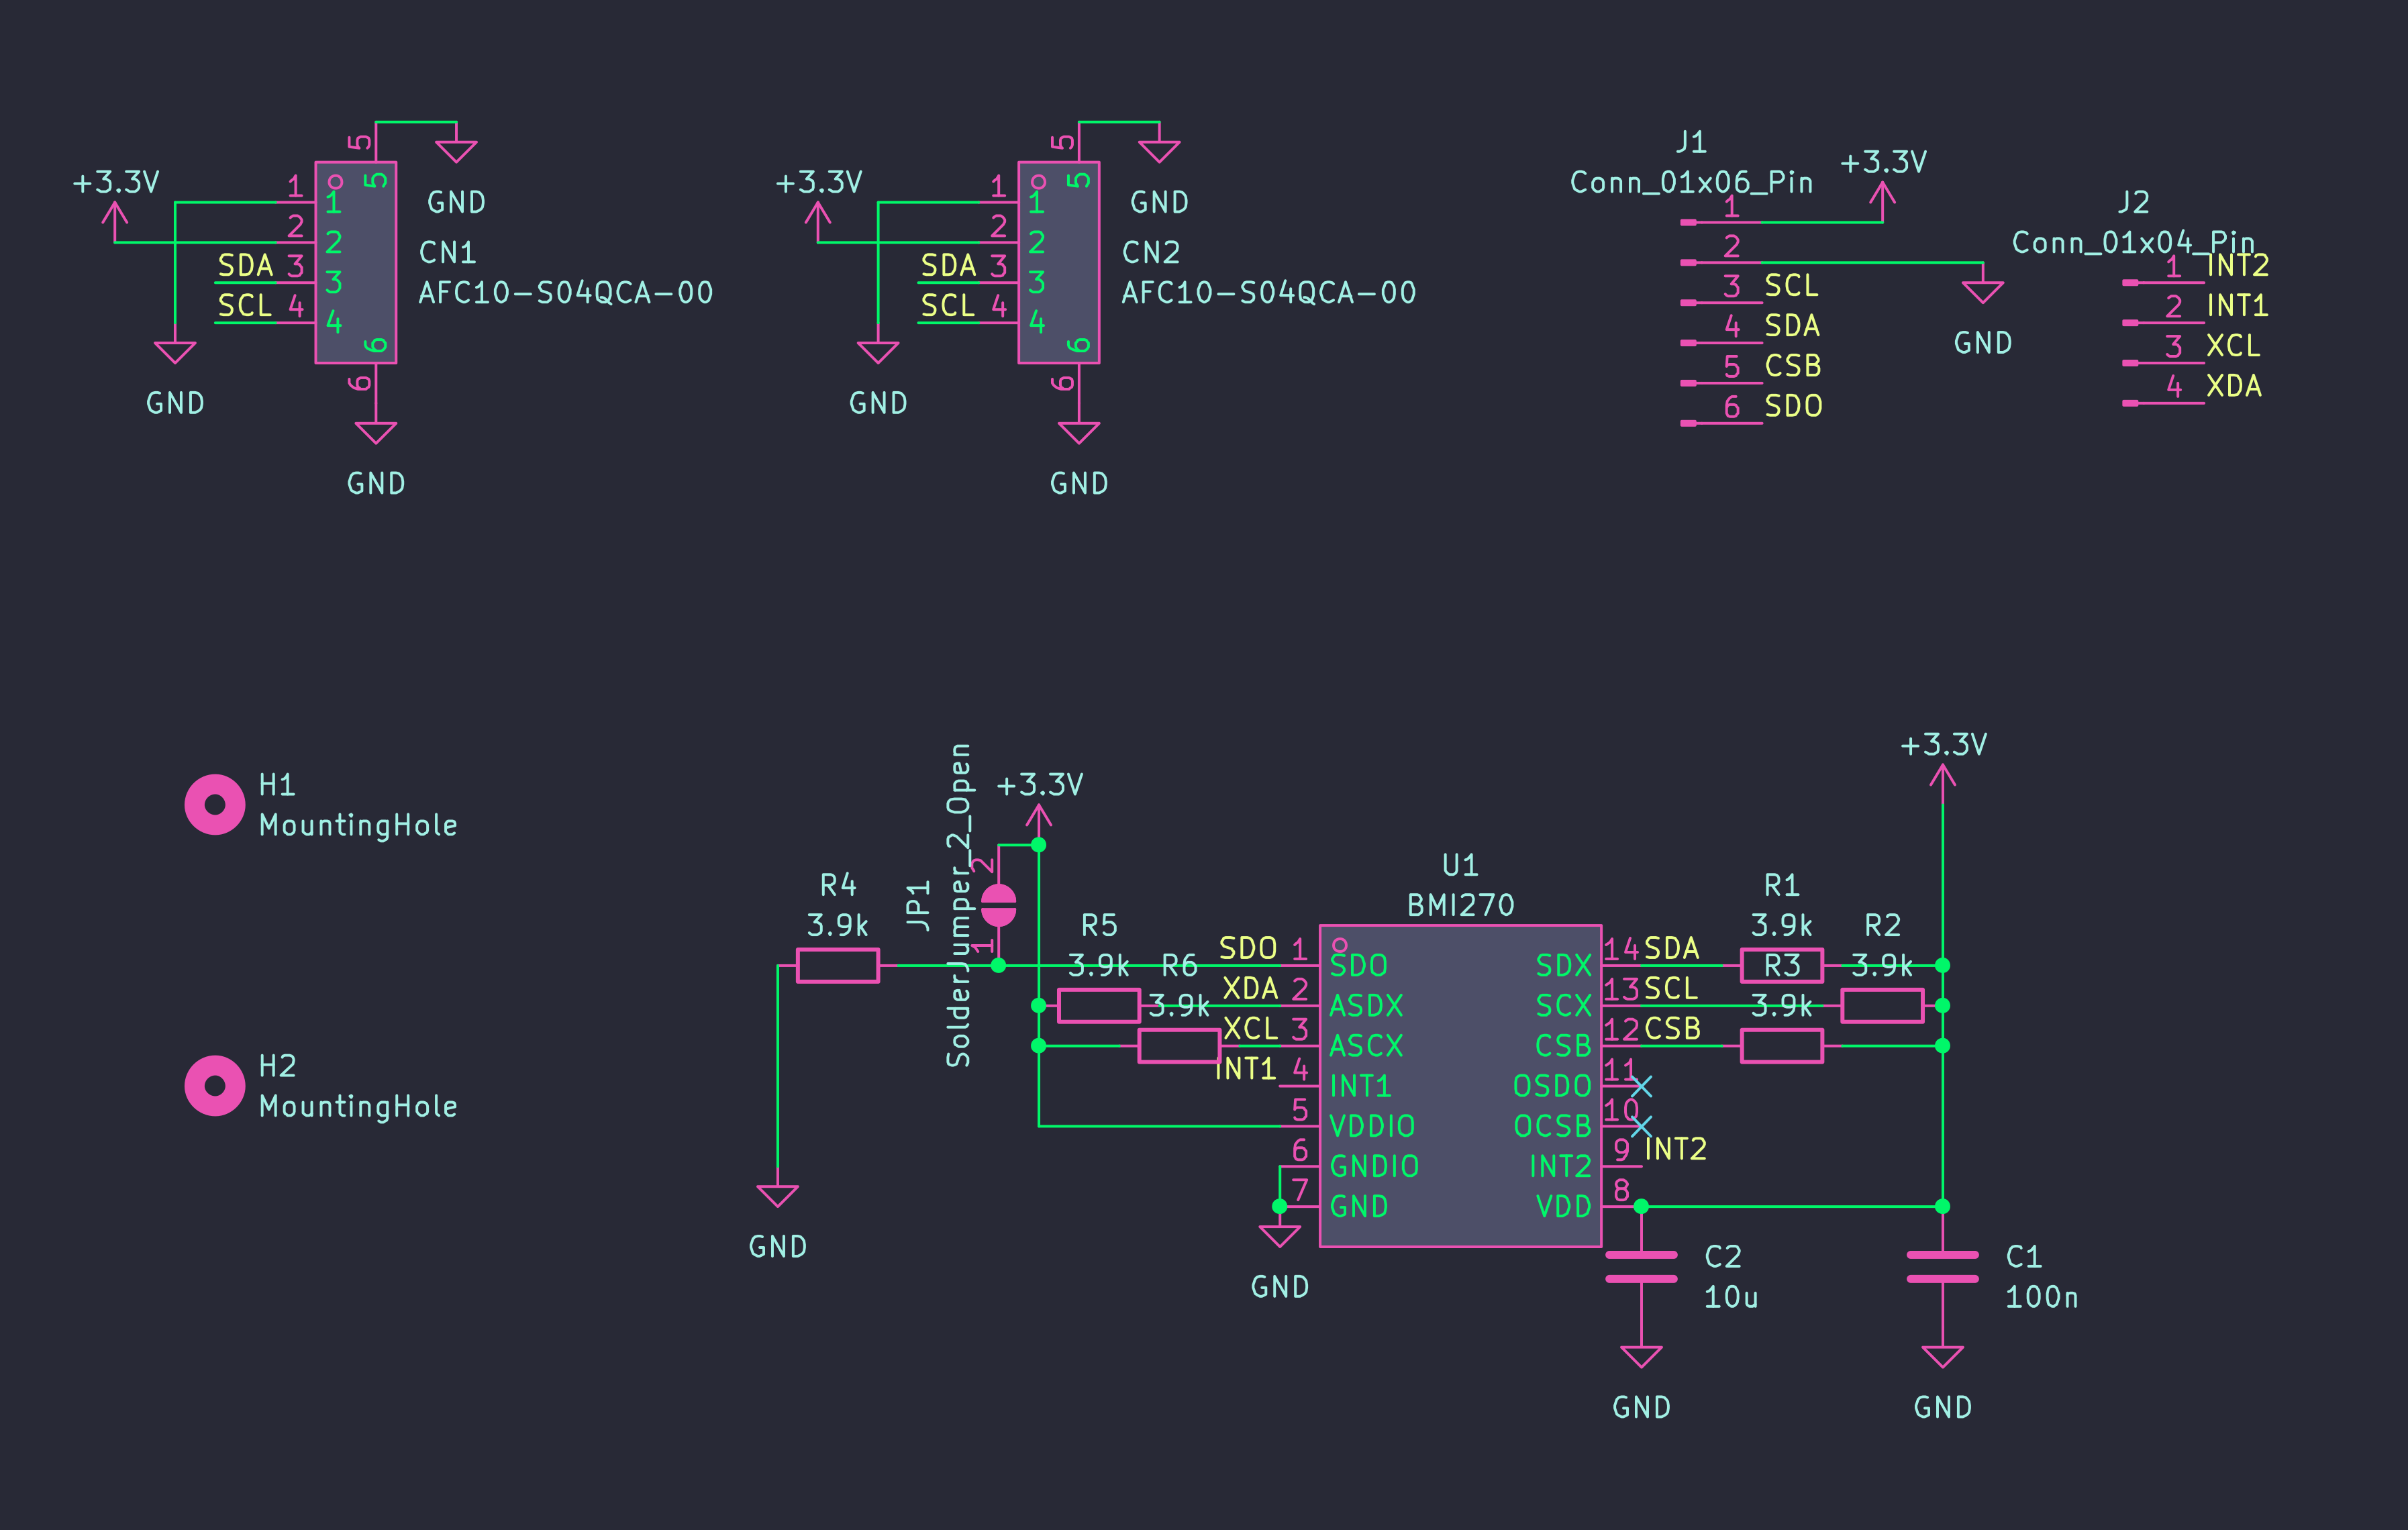 5
GND
+3.3V
1
2
SDA 3
SCL 4
1
2
3
4
5
6
6
CN1
AFC10-S04QCA-00
GND
GND
5
GND
+3.3V
1
2
SDA 3
SCL 4
1
2
3
4
5
6
6
CN2
AFC10-S04QCA-00
GND
GND
J1
Conn_01x06_Pin
+3.3V
1
2
3 SCL
4 SDA
5 CSB
6 SDO
GND
J2
Conn_01x04_Pin
1 INT2
2 INT1
3 XCL
4 XDA
H1
MountingHole
H2
MountingHole
R4
3.9k
GND
JP1
SolderJumper_2_Open
2
1
+3.3V
R5
3.9k
R6
3.9k
U1
BMI270
SDO 1 SDO
XDA 2 ASDX
XCL 3 ASCX
INT1 4 INT1
5 VDDIO
6 GNDIO
7 GND
GND
SDX 14 SDA
SCX 13 SCL
CSB 12 CSB
OSDO 11
OCSB 10
INT2 9 INT2
VDD 8
R1
3.9k
R2
3.9k
R3
3.9k
+3.3V
C2
10u
GND
C1
100n
GND